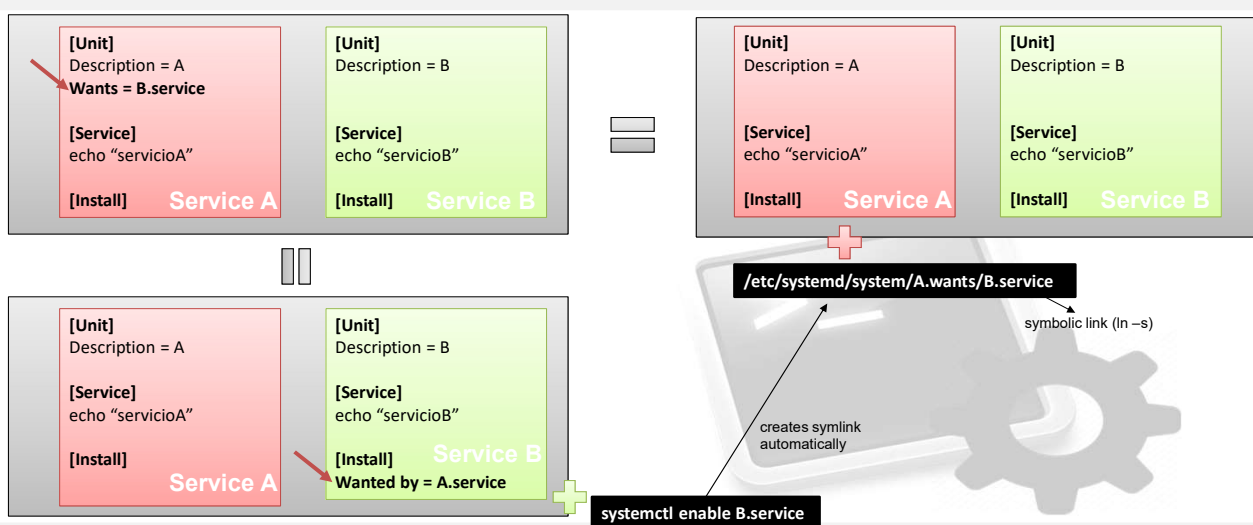 [Unit]
Description = A
Wants = B.service
[Service]
echo “servicioA”
[Install]
Service A
[Unit]
Description = B
[Service]
echo “servicioB”
[Install]
Service B
[Unit]
Description = A
[Service]
echo “servicioA”
[Install]
Service A
[Unit]
Description = B
[Service]
echo “servicioB”
[Install]
Service B
/etc/systemd/system/A.wants/B.service
symbolic link (ln –s)
[Unit]
Description = A
[Service]
echo “servicioA”
[Install]
Service A
[Unit]
Description = B
[Service]
echo “servicioB”
[Install]
Service B
Wanted by = A.service
creates symlink
automatically
systemctl enable B.service